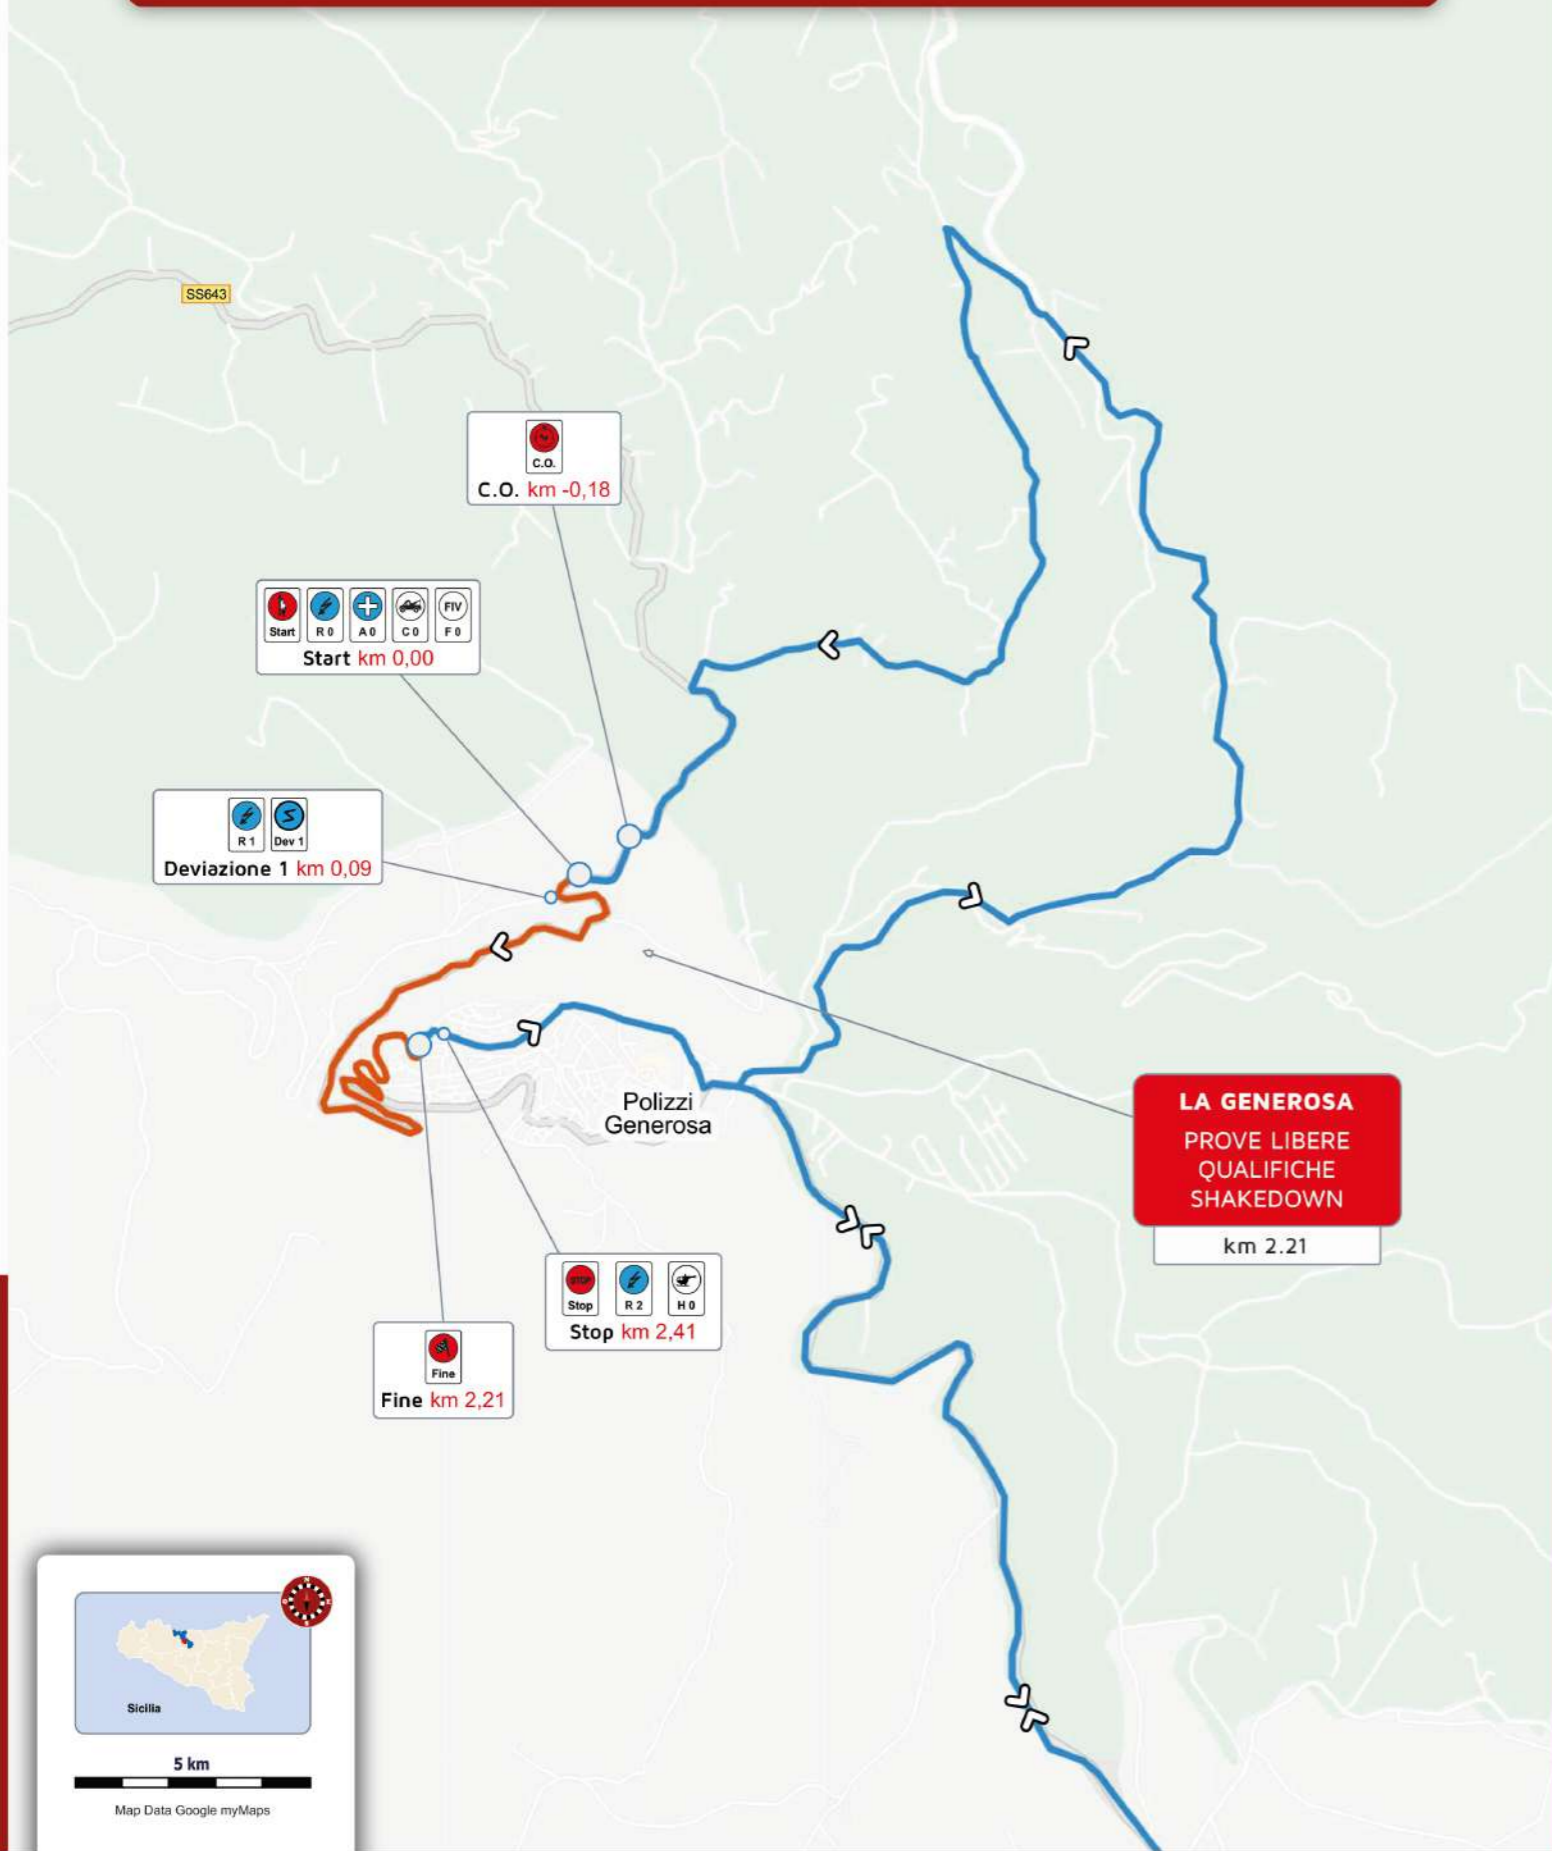 SS643
C.O.
C.O. km -0,18
Start
R 0
A 0
C 0
FIV
F 0
Start km 0,00
R 1
Dev 1
Deviazione 1 km 0,09
Polizzi
Generosa
LA GENEROSA
PROVE LIBERE
QUALIFICHE
SHAKEDOWN
km 2.21
STOP
Stop
R 2
H 0
Stop km 2,41
Fine
Fine km 2,21
Sicilia
5 km
Map Data Google myMaps